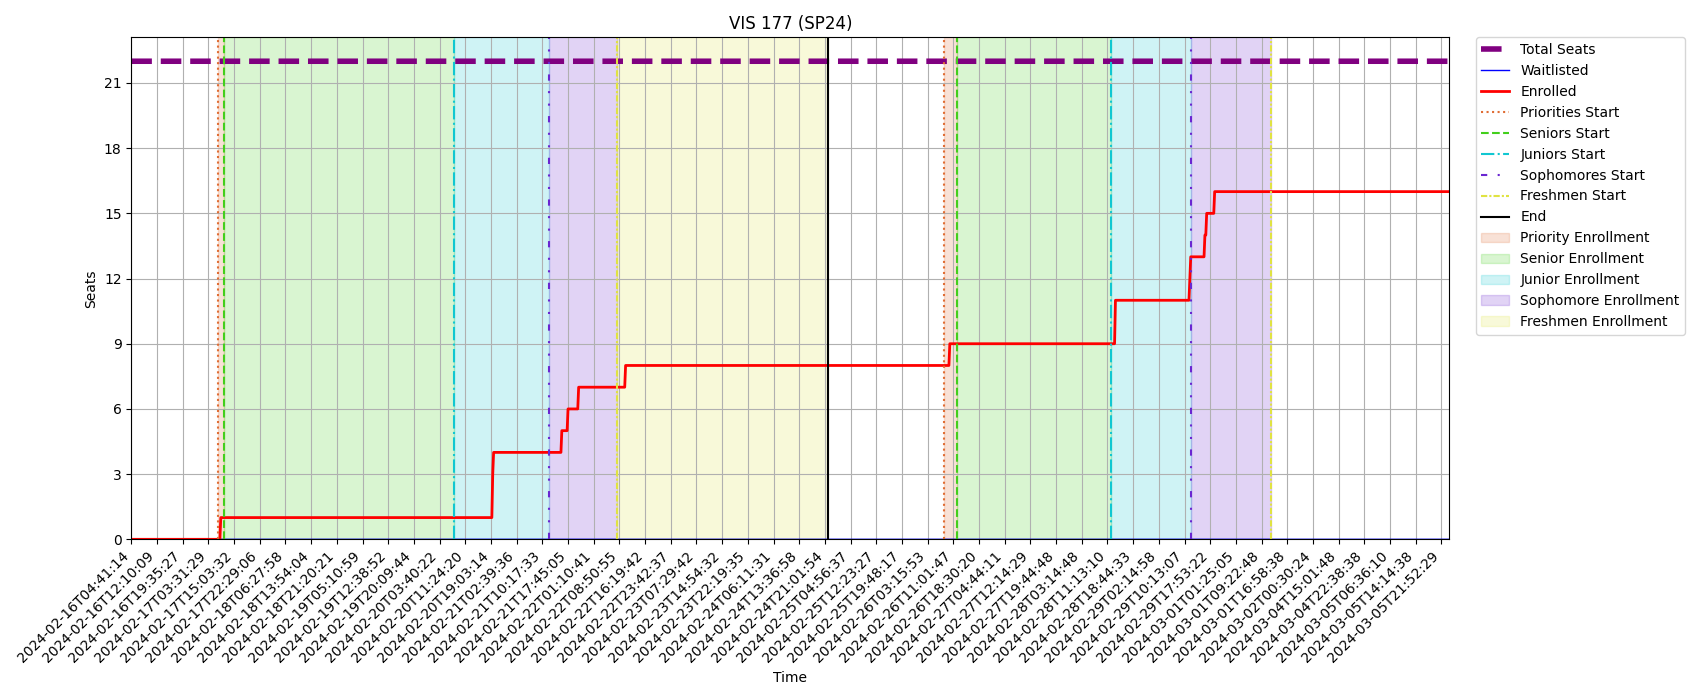 VIS 177 (SP24)
Seats
21
18
15
12
9
6
3
0
2024-02-16T04:41:14
2024-02-16T12:10:09
2024-02-16T19:35:27
2024-02-17T03:31:29
2024-02-17T15:03:32
2024-02-17T22:29:06
2024-02-18T06:27:58
2024-02-18T13:54:04
2024-02-18T21:20:21
2024-02-19T05:10:59
2024-02-19T12:38:52
2024-02-19T20:09:44
2024-02-20T03:40:22
2024-02-20T11:24:20
2024-02-20T19:03:14
2024-02-21T02:39:36
2024-02-21T10:17:33
2024-02-21T17:45:05
2024-02-22T01:10:41
2024-02-22T08:50:55
2024-02-22T16:19:42
2024-02-22T23:42:37
2024-02-23T07:29:42
2024-02-23T14:54:32
2024-02-23T22:19:35
2024-02-24T06:11:31
2024-02-24T13:36:58
2024-02-24T21:01:54
2024-02-25T04:56:37
2024-02-25T12:23:27
2024-02-25T19:48:17
2024-02-26T03:15:53
2024-02-26T11:01:47
2024-02-26T18:30:20
2024-02-27T04:44:11
2024-02-27T12:14:29
2024-02-27T19:44:48
2024-02-28T03:14:48
2024-02-28T11:13:10
2024-02-28T18:44:33
2024-02-29T02:14:58
2024-02-29T10:13:07
2024-02-29T17:53:22
2024-03-01T01:25:05
2024-03-01T09:22:48
2024-03-01T16:58:38
2024-03-02T00:30:24
2024-03-04T15:01:48
2024-03-04T22:38:38
2024-03-05T06:36:10
2024-03-05T14:14:38
2024-03-05T21:52:29
Time
Total Seats
Waitlisted
Enrolled
Priorities Start
Seniors Start
Juniors Start
Sophomores Start
Freshmen Start
End
Priority Enrollment
Senior Enrollment
Junior Enrollment
Sophomore Enrollment
Freshmen Enrollment